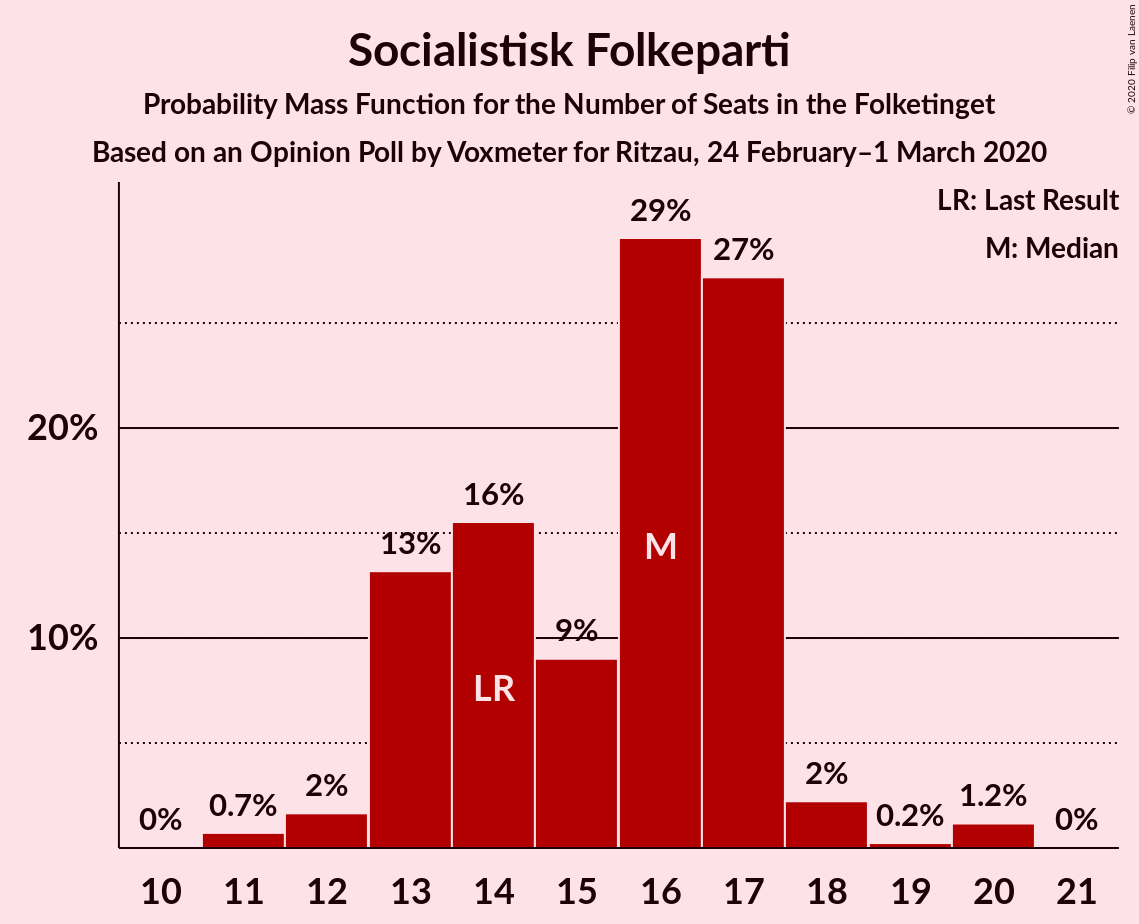 Socialistisk Folkeparti
Probability Mass Function for the Number of Seats in the Folketinget
Based on an Opinion Poll by Voxmeter for Ritzau, 24 February–1 March 2020
© 2020 Filip van Laenen
LR: Last Result
M: Median
29%
27%
20%
16%
13%
M
10%
9%
LR
2%
2%
1.2%
0.7%
0.2%
0%
0%
10 11 12 13 14 15 16 17 18 19 20 21